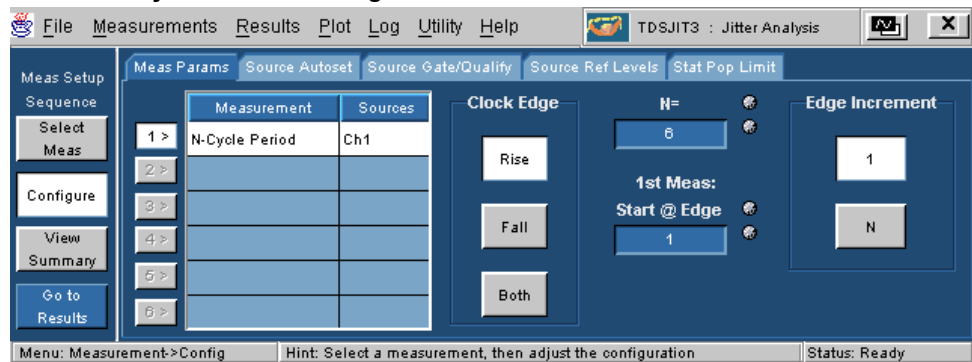 File Measurements Results Plot Log Utility Help
TDSJIT3 : Jitter Analysis
X
Meas Setup
Sequence
Select
Meas
Configure
View
Summary
Go to
Results
Meas Params Source Autoset Source Gate/Qualify Source Ref Levels Stat Pop Limit
Measurement Sources
1 > N-Cycle Period Ch1
2 >
3 >
4 >
5 >
6 >
Clock Edge
Rise
Fall
Both
N=
6
1st Meas:
Start @ Edge
1
Edge Increment
1
N
Menu: Measurement->Config Hint: Select a measurement, then adjust the configuration Status: Ready